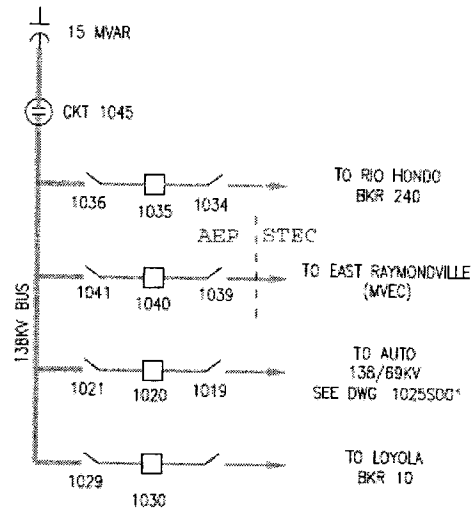 15 MVAR
CKT 1045
TO RIO HONDO
BKR 240
1036 1035 1034
AEP STEC
TO EAST RAYMONDVILLE
(MVEC)
1041 1040 1039
138KV BUS
TO AUTO
138/69KV
SEE DWG
1021 1020 1019
TO LOYOLA
BKR 10
1029 1030